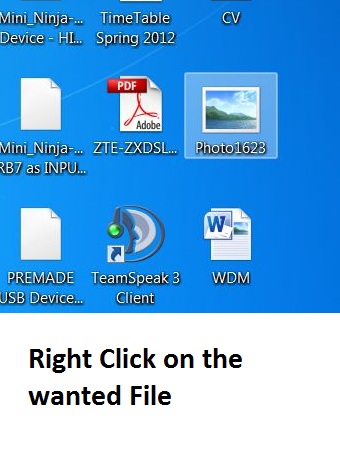 Mini_Ninja-... TimeTable CV
Device - HI... Spring 2012
PDF
Adobe
Mini_Ninja-... ZTE-ZXDSL... Photo1623
RB7 as INPU...
W
PREMADE TeamSpeak 3 WDM
USB Device... Client
Right Click on the
wanted File